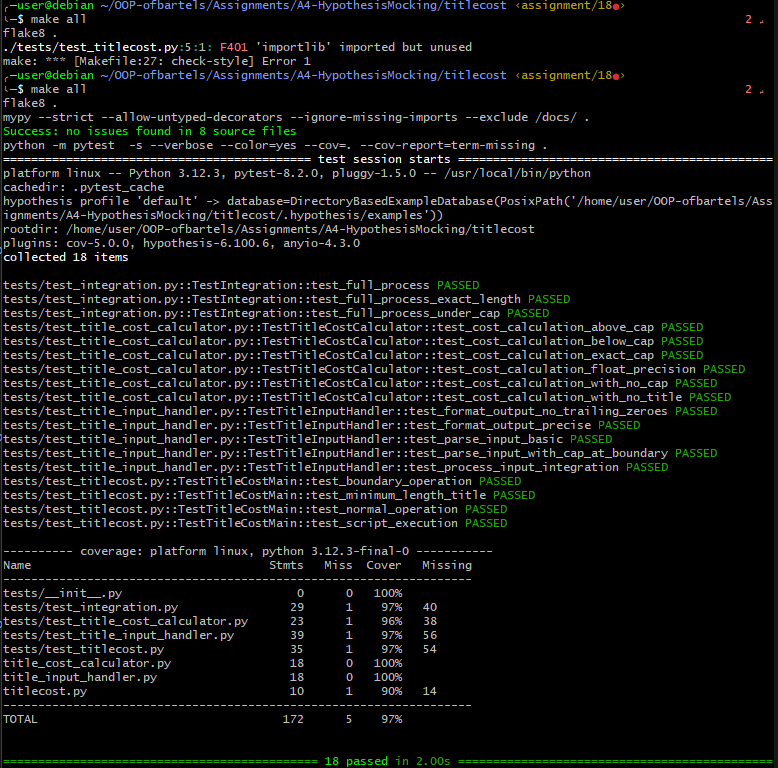 ╭─user@debian ~/OOP-ofbartels/Assignments/A4-HypothesisMocking/titlecost ‹assignment/18●›
╰─$ make all 2 ↵
flake8 .
./tests/test_titlecost.py:5:1: F401 'importlib' imported but unused
make: *** [Makefile:27: check-style] Error 1
╭─user@debian ~/OOP-ofbartels/Assignments/A4-HypothesisMocking/titlecost ‹assignment/18●›
╰─$ make all 2 ↵
flake8 .
mypy --strict --allow-untyped-decorators --ignore-missing-imports --exclude /docs/ .
Success: no issues found in 8 source files
python -m pytest  -s --verbose --color=yes --cov=. --cov-report=term-missing .
============================================ test session starts =============================================
platform linux -- Python 3.12.3, pytest-8.2.0, pluggy-1.5.0 -- /usr/local/bin/python
cachedir: .pytest_cache
hypothesis profile 'default' -> database=DirectoryBasedExampleDatabase(PosixPath('/home/user/OOP-ofbartels/Ass
ignments/A4-HypothesisMocking/titlecost/.hypothesis/examples'))
rootdir: /home/user/OOP-ofbartels/Assignments/A4-HypothesisMocking/titlecost
plugins: cov-5.0.0, hypothesis-6.100.6, anyio-4.3.0
collected 18 items
tests/test_integration.py::TestIntegration::test_full_process PASSED
tests/test_integration.py::TestIntegration::test_full_process_exact_length PASSED
tests/test_integration.py::TestIntegration::test_full_process_under_cap PASSED
tests/test_title_cost_calculator.py::TestTitleCostCalculator::test_cost_calculation_above_cap PASSED
tests/test_title_cost_calculator.py::TestTitleCostCalculator::test_cost_calculation_below_cap PASSED
tests/test_title_cost_calculator.py::TestTitleCostCalculator::test_cost_calculation_exact_cap PASSED
tests/test_title_cost_calculator.py::TestTitleCostCalculator::test_cost_calculation_float_precision PASSED
tests/test_title_cost_calculator.py::TestTitleCostCalculator::test_cost_calculation_with_no_cap PASSED
tests/test_title_cost_calculator.py::TestTitleCostCalculator::test_cost_calculation_with_no_title PASSED
tests/test_title_input_handler.py::TestTitleInputHandler::test_format_output_no_trailing_zeroes PASSED
tests/test_title_input_handler.py::TestTitleInputHandler::test_format_output_precise PASSED
tests/test_title_input_handler.py::TestTitleInputHandler::test_parse_input_basic PASSED
tests/test_title_input_handler.py::TestTitleInputHandler::test_parse_input_with_cap_at_boundary PASSED
tests/test_title_input_handler.py::TestTitleInputHandler::test_process_input_integration PASSED
tests/test_titlecost.py::TestTitleCostMain::test_boundary_operation PASSED
tests/test_titlecost.py::TestTitleCostMain::test_minimum_length_title PASSED
tests/test_titlecost.py::TestTitleCostMain::test_normal_operation PASSED
tests/test_titlecost.py::TestTitleCostMain::test_script_execution PASSED
---------- coverage: platform linux, python 3.12.3-final-0 -----------
Name                                  Stmts   Miss  Cover   Missing
-------------------------------------------------------------------
tests/__init__.py                         0      0   100%
tests/test_integration.py                29      1    97%   40
tests/test_title_cost_calculator.py      23      1    96%   38
tests/test_title_input_handler.py        39      1    97%   56
tests/test_titlecost.py                  35      1    97%   54
title_cost_calculator.py                 18      0   100%
title_input_handler.py                   18      0   100%
titlecost.py                             10      1    90%   14
-------------------------------------------------------------------
TOTAL                                   172      5    97%
============================================= 18 passed in 2.00s =============================================